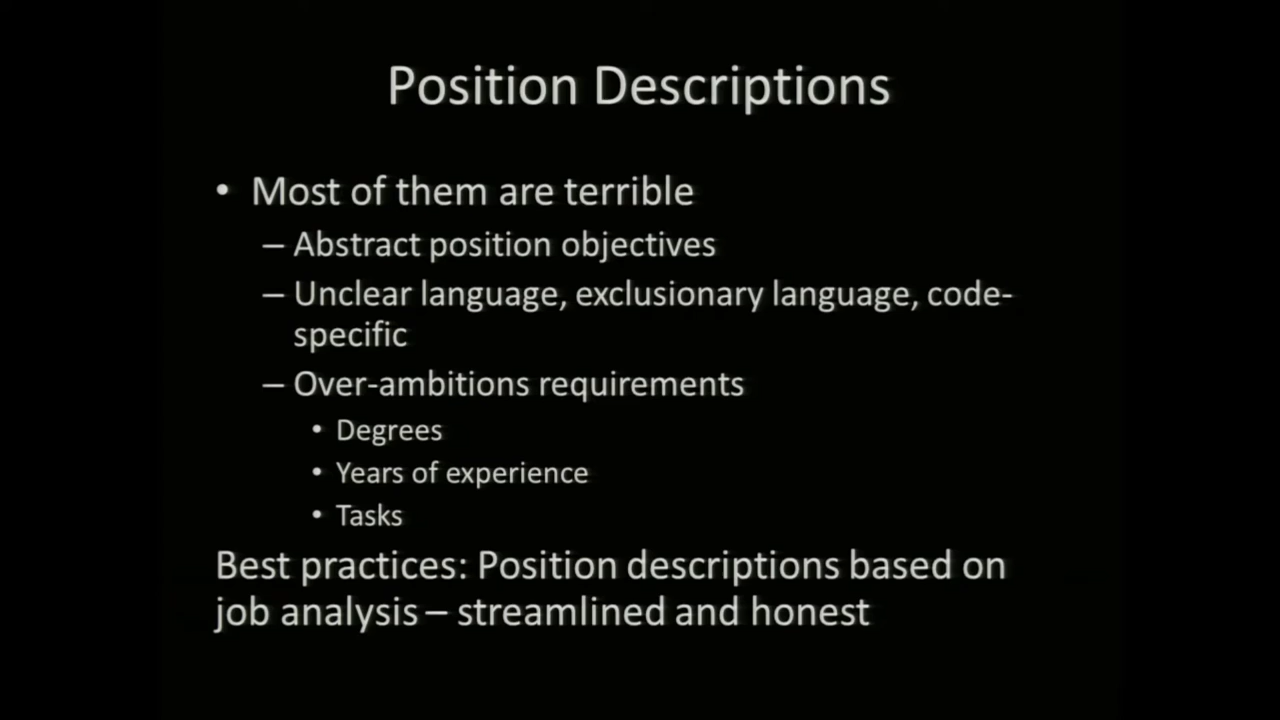 Position Descriptions
• Most of them are terrible
– Abstract position objectives
– Unclear language, exclusionary language, code-
specific
– Over-ambitions requirements
• Degrees
• Years of experience
• Tasks
Best practices: Position descriptions based on
job analysis – streamlined and honest